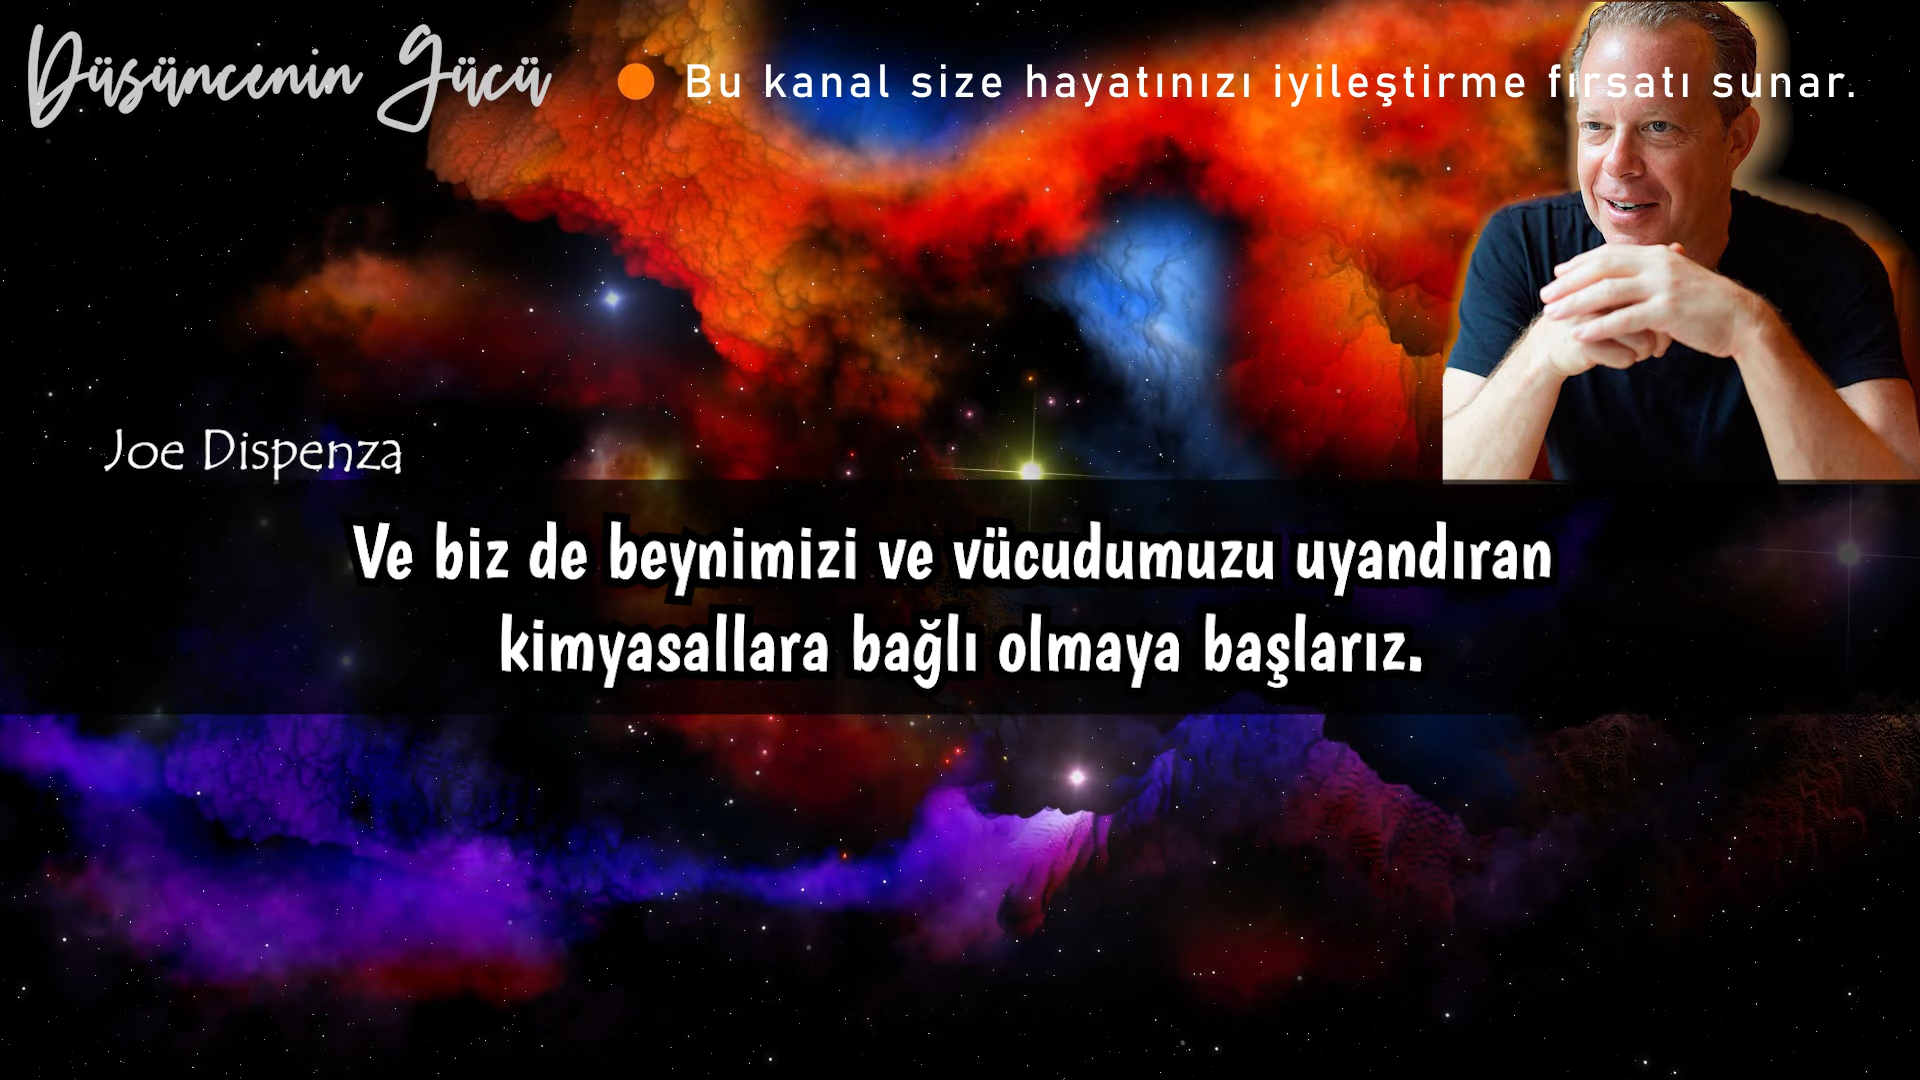 Düsüncenin Gücü
Bu kanal size hayatınızı iyileştirme fırsatı sunar.
Joe Dispenza
Ve biz de beynimizi ve vücudumuzu uyandıran
kimyasallara bağlı olmaya başlarız.